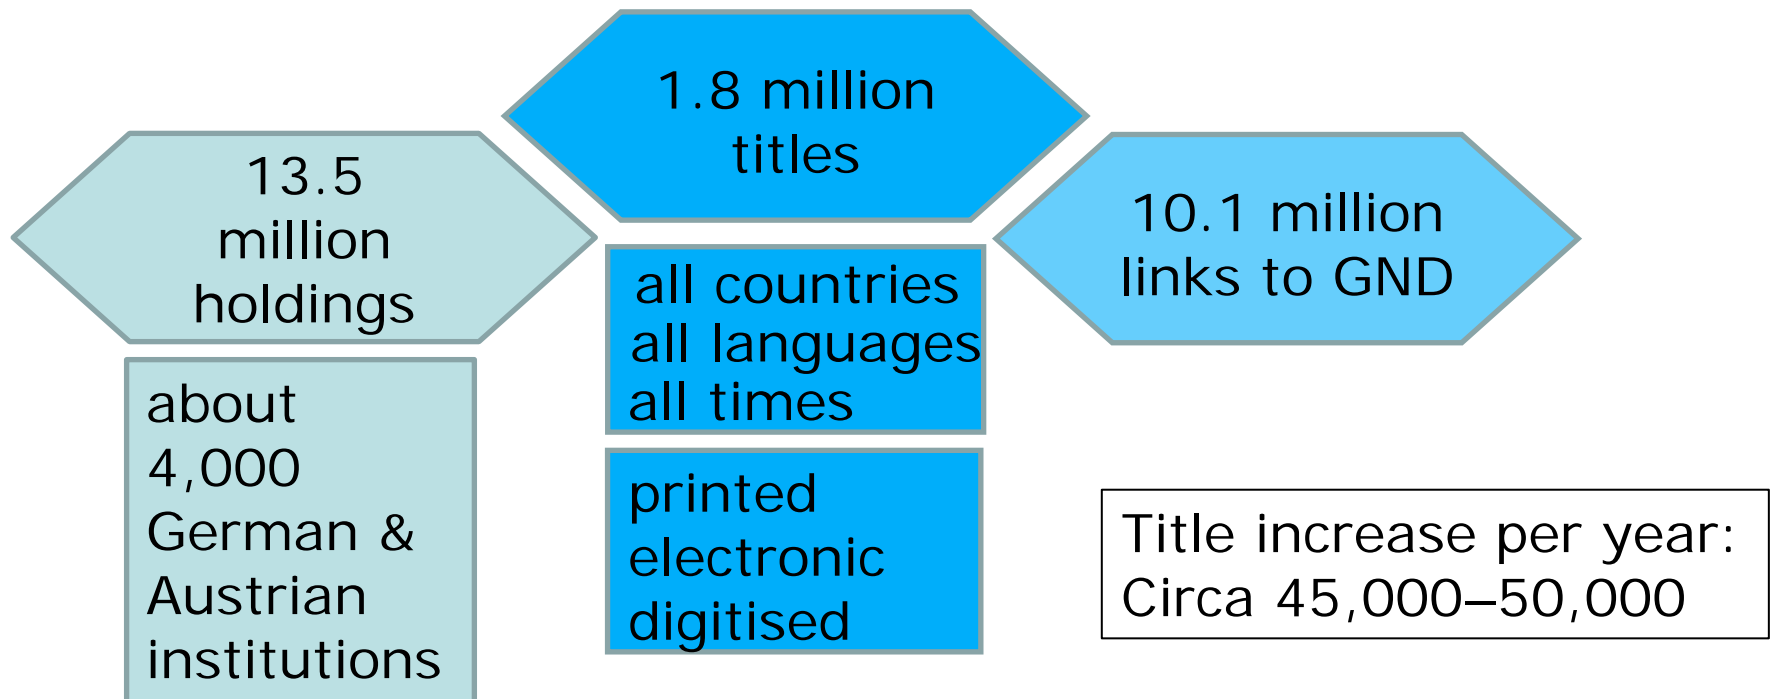 1.8 million
titles
13.5
million
holdings
10.1 million
links to GND
all countries
all languages
all times
about
4,000
German &
Austrian
institutions
printed
electronic
digitised
Title increase per year:
Circa 45,000–50,000